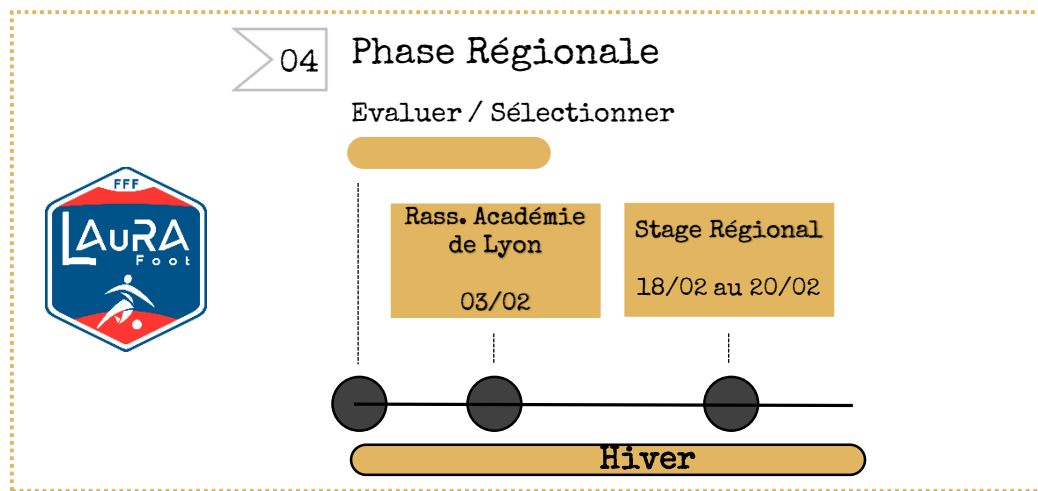 04
Phase Régionale
Evaluer / Sélectionner
FFF
LAURA
Foot
Rass. Académie
de Lyon
03/02
Stage Régional
18/02 au 20/02
Hiver